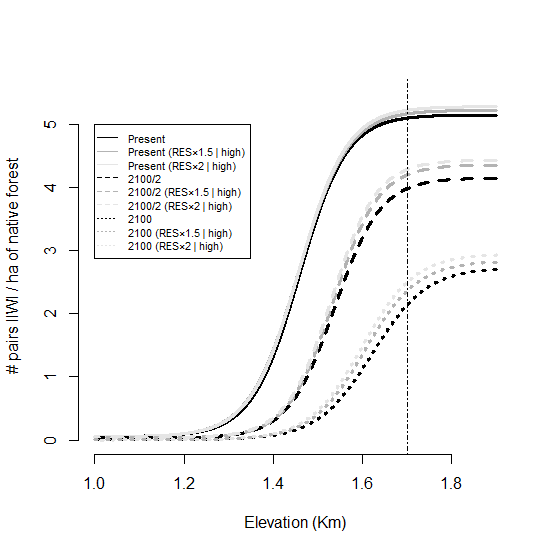 # pairs IIWI / ha of native forest
5
4
3
2
1
0
Present
Present (RES×1.5 | high)
Present (RES×2 | high)
2100/2
2100/2 (RES×1.5 | high)
2100/2 (RES×2 | high)
2100
2100 (RES×1.5 | high)
2100 (RES×2 | high)
1.0 1.2 1.4 1.6 1.8
Elevation (Km)